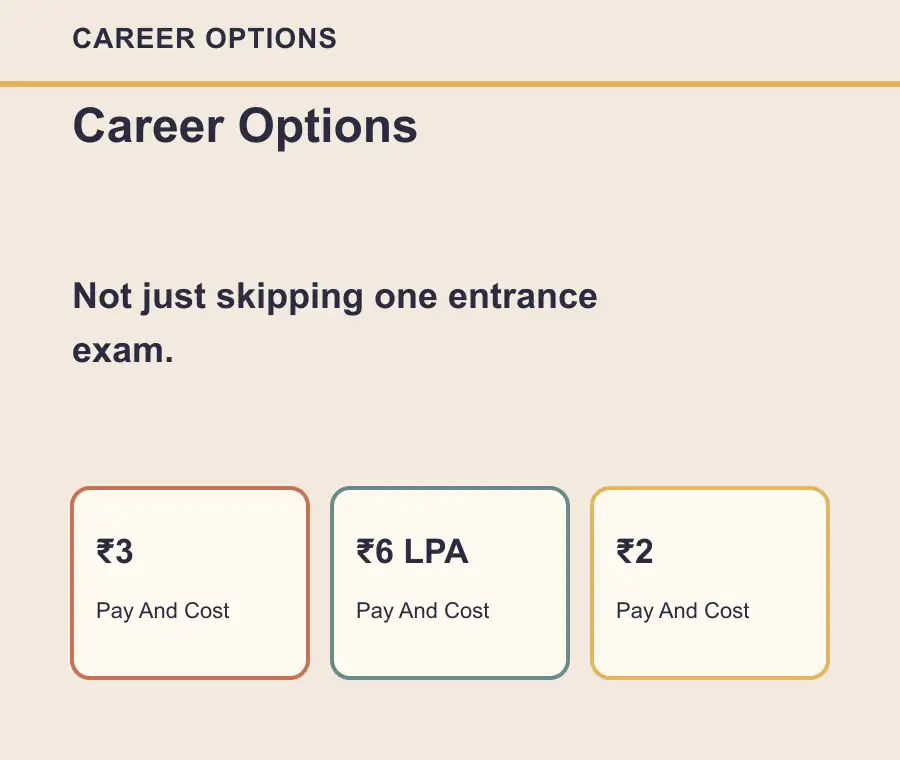 CAREER OPTIONS
Career Options
Not just skipping one entrance
exam.
₹3
Pay And Cost
₹6 LPA
Pay And Cost
₹2
Pay And Cost